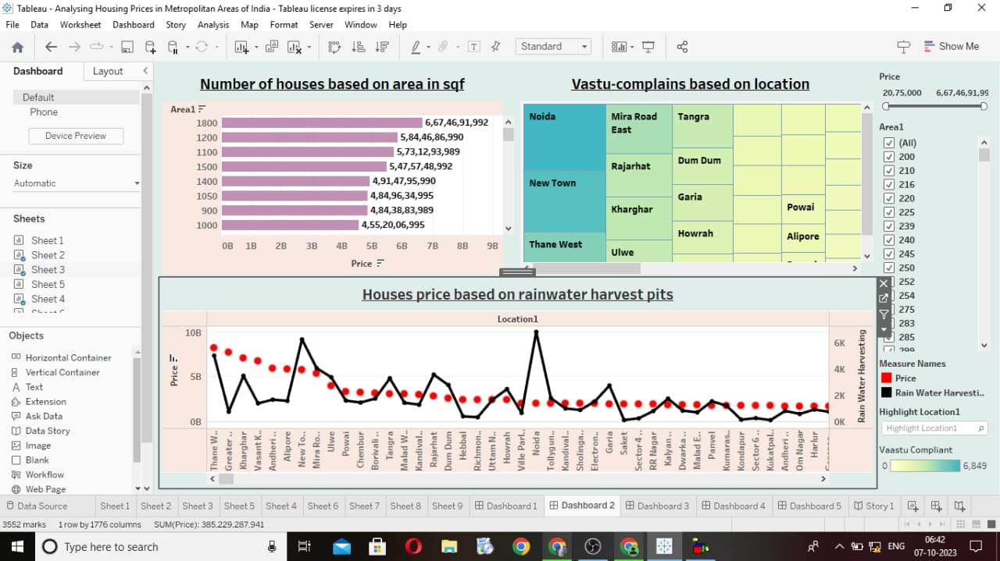 Tableau - Analysing Housing Prices in Metropolitan Areas of India - Tableau license expires in 3 days
File Data Worksheet Dashboard Story Analysis Map Format Server Window Help
Standard
Show Me
Dashboard Layout
Default
Phone
Device Preview
Size
Automatic
Sheets
Sheet 1
Sheet 2
Sheet 3
Sheet 5
Sheet 4
Objects
Horizontal Container
Vertical Container
Text
Extension
Ask Data
Data Story
Image
Blank
Workflow
Web Page
Number of houses based on area in sqf
Area1
1800 6,67,46,91,992
1200 5,84,46,86,990
1100 5,73,12,93,989
1500 5,47,57,48,992
1400 4,91,47,95,990
1050 4,84,96,34,995
900 4,84,38,83,989
1000 4,55,20,06,995
0B 1B 2B 3B 4B 5B 6B 7B 8B 9B
Price
Vastu-complains based on location
Noida
New Town
Thane West
Mira Road
East
Rajarhat
Kharghar
Ulwe
Tangra
Dum Dum
Garia
Howrah
Powai
Alipore
Houses price based on rainwater harvest pits
Location1
10B
5B
0B
Price
6K
4K
2K
0K
Rain Water Harvesting
Thane W..
Greater ..
Kharghar
Vasant K..
Andheri ..
Alipore
New To..
Mira Ro..
Ulwe
Powai
Chembur
Borivali ..
Tangra
Malad W..
Kandival..
Rajarhat
Dum Dum
Hebbal
Richmon..
Uttam N..
Howrah
Ville Parl..
Noida
Tollygun..
Kandival..
Sholinga..
Electron..
Garia
Saket
Sector 4 ..
RR Nagar
Kalyan ..
Dwarka ..
Malad E..
Panvel
Kumaras..
Kondapur
Sector 6 ..
Kukatpal..
Andheri ..
Om Nagar
Harlur
Price
20,75,000 6,67,46,91,99
Area1
(All)
200
210
216
220
225
239
240
245
250
252
254
275
283
285
Measure Names
Price
Rain Water Harvesti..
Highlight Location1
Highlight Location1
Vaastu Compliant
0 6,849
Data Source Sheet 1 Sheet 2 Sheet 3 Sheet 5 Sheet 4 Sheet 6 Sheet 7 Sheet 8 Sheet 9 Dashboard 1 Dashboard 2 Dashboard 3 Dashboard 4 Dashboard 5 Story 1
3552 marks 1 row by 1776 columns SUM(Price): 385,229,287,941
Type here to search
ENG
06:42
07-10-2023